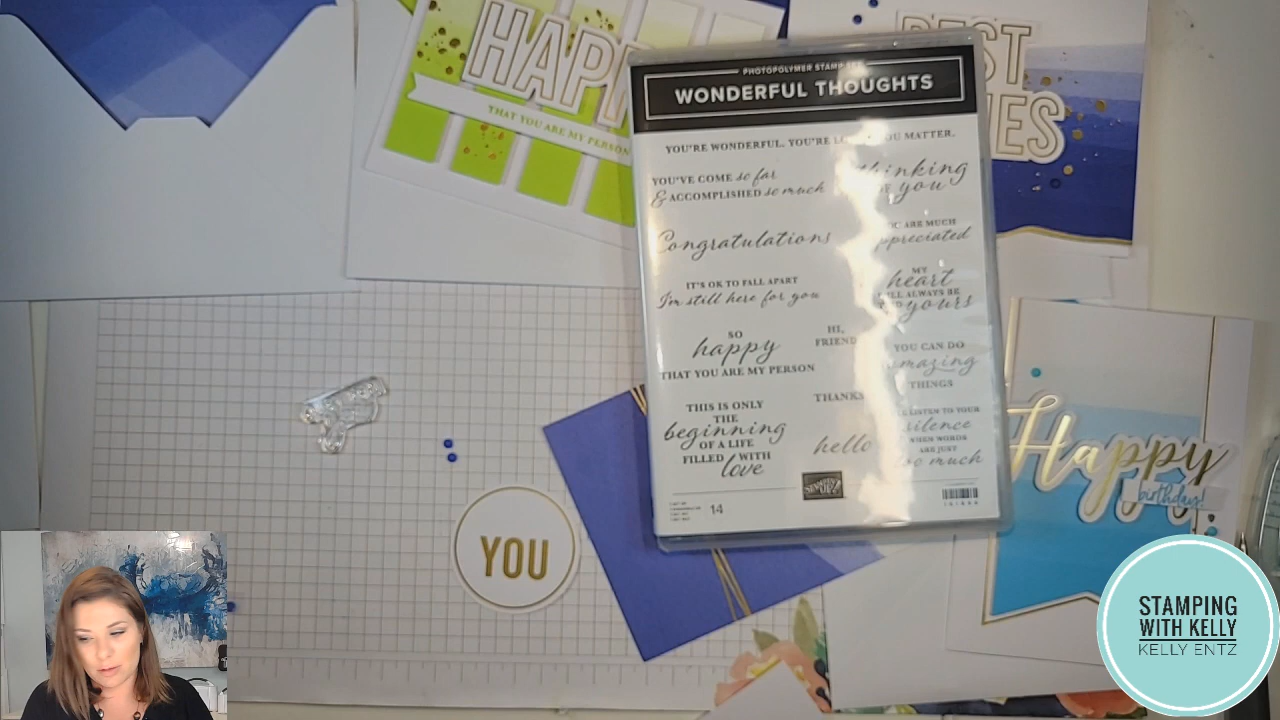 HAPP
THAT YOU ARE MY PERSON
BEST
PHOTOPOLYMER STAMP SET
WONDERFUL THOUGHTS
YOU'RE WONDERFUL. YOU'RE YOU MATTER.
YOU'VE COME so far
& ACCOMPLISHED so much
thinking
you
Congratulations
ARE MUCH
appreciated
IT'S OK TO FALL APART
I'm still here for you
MY
heart
WILL ALWAYS BE
yours
SO
happy
THAT YOU ARE MY PERSON
HI,
FRIEND
YOU CAN DO
amazing
THINGS
THIS IS ONLY
THE
beginning
OF A LIFE
FILLED WITH
love
THANKS
hello
LISTEN TO YOUR
silence
WHEN WORDS
ARE JUST
too much
STAMPIN' UP!
14
YOU
Happy
birthday!
STAMPING
WITH KELLY
KELLY ENTZ